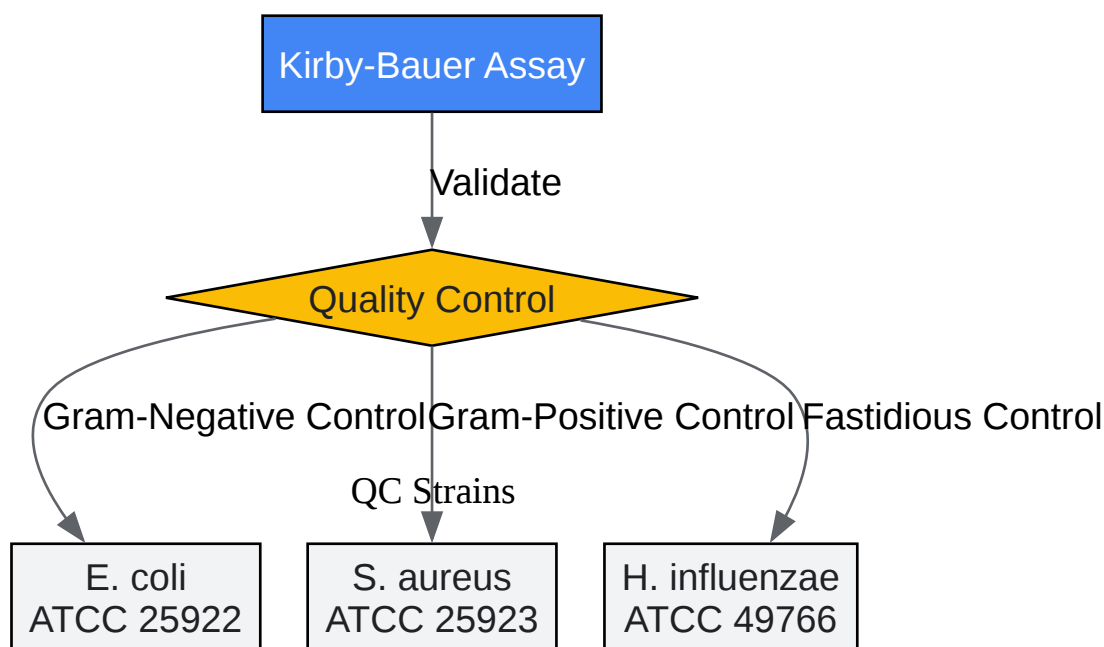 Kirby-Bauer Assay
Validate
Quality Control
Gram-Negative Control
Gram-Positive Control
Fastidious Control
QC Strains
E. coli
ATCC 25922
S. aureus
ATCC 25923
H. influenzae
ATCC 49766